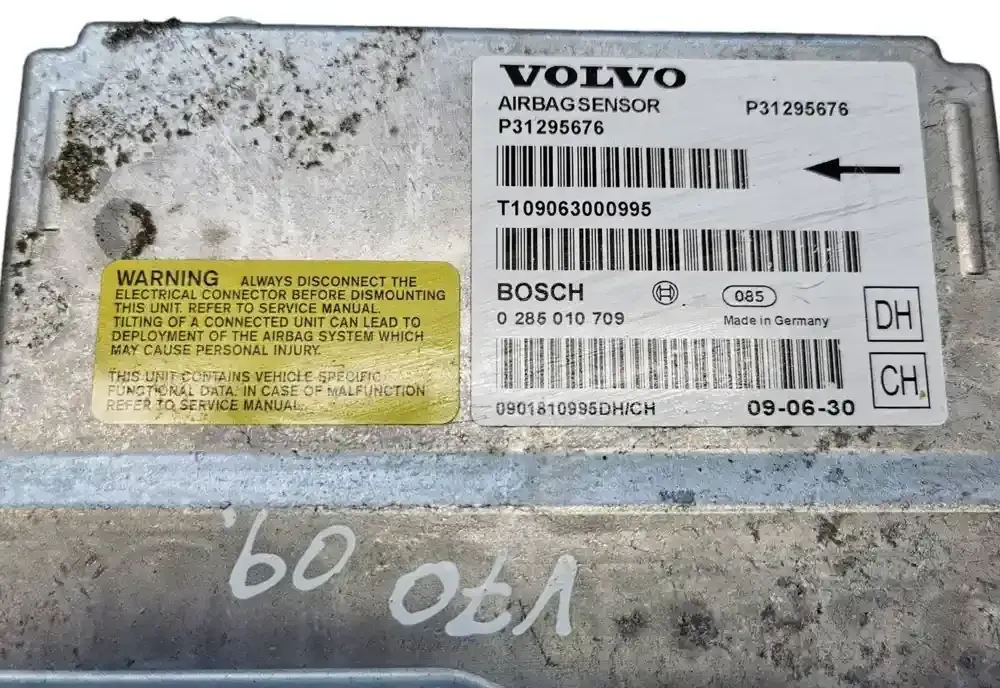 VOLVO
AIRBAG SENSOR P31295676
P31295676
T109063000995
BOSCH 085
0 285 010 709 Made in Germany
DH
CH
0901810995DH/CH 09-06-30
WARNING ALWAYS DISCONNECT THE
ELECTRICAL CONNECTOR BEFORE DISMOUNTING
THIS UNIT. REFER TO SERVICE MANUAL.
TILTING OF A CONNECTED UNIT CAN LEAD TO
DEPLOYMENT OF THE AIRBAG SYSTEM WHICH
MAY CAUSE PERSONAL INJURY.
THIS UNIT CONTAINS VEHICLE SPECIFIC
FUNCTIONAL DATA. IN CASE OF MALFUNCTION
REFER TO SERVICE MANUAL.
V70 09.